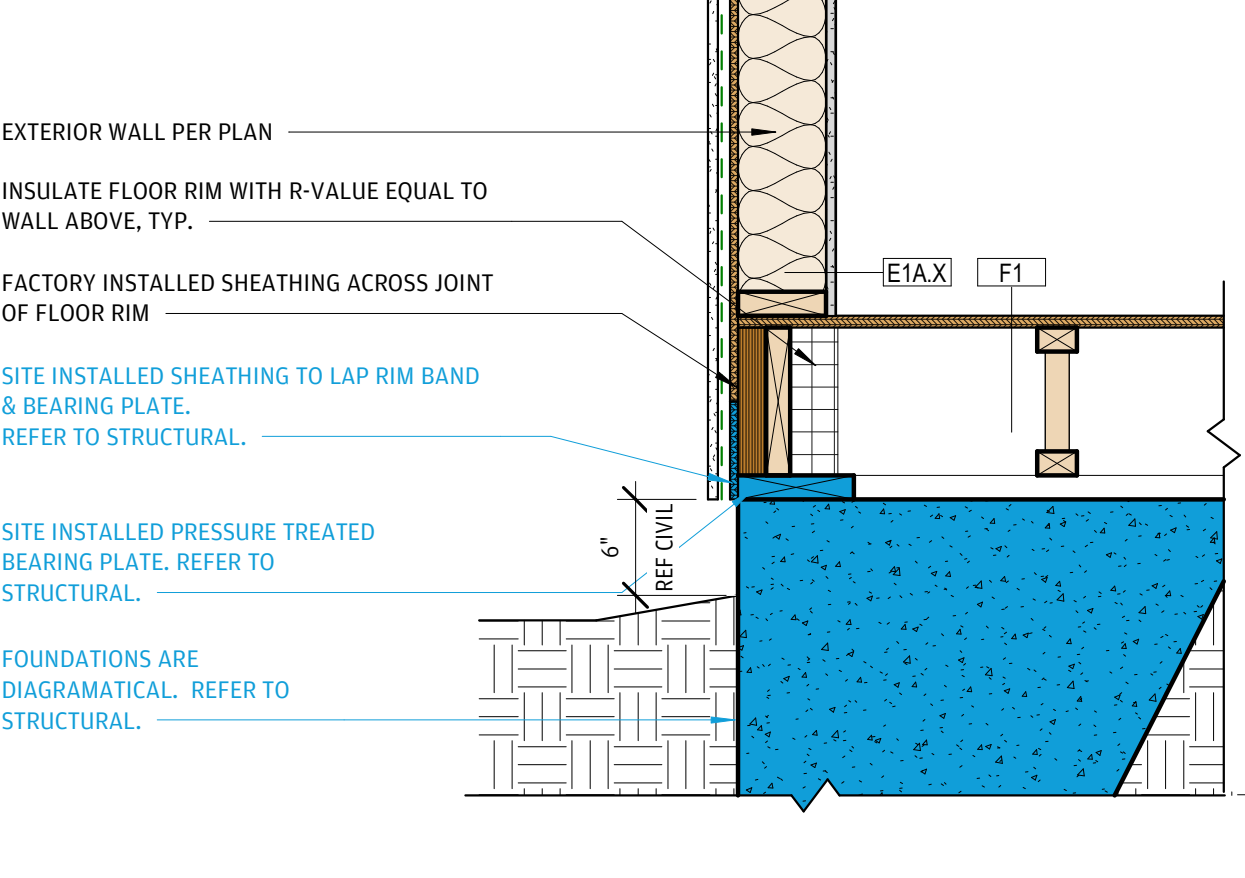 EXTERIOR WALL PER PLAN
INSULATE FLOOR RIM WITH R-VALUE EQUAL TO
WALL ABOVE, TYP.
E1A.X
F1
FACTORY INSTALLED SHEATHING ACROSS JOINT
OF FLOOR RIM
SITE INSTALLED SHEATHING TO LAP RIM BAND
& BEARING PLATE.
REFER TO STRUCTURAL.
SITE INSTALLED PRESSURE TREATED
BEARING PLATE. REFER TO
STRUCTURAL.
6"
REF CIVIL
FOUNDATIONS ARE
DIAGRAMATICAL. REFER TO
STRUCTURAL.